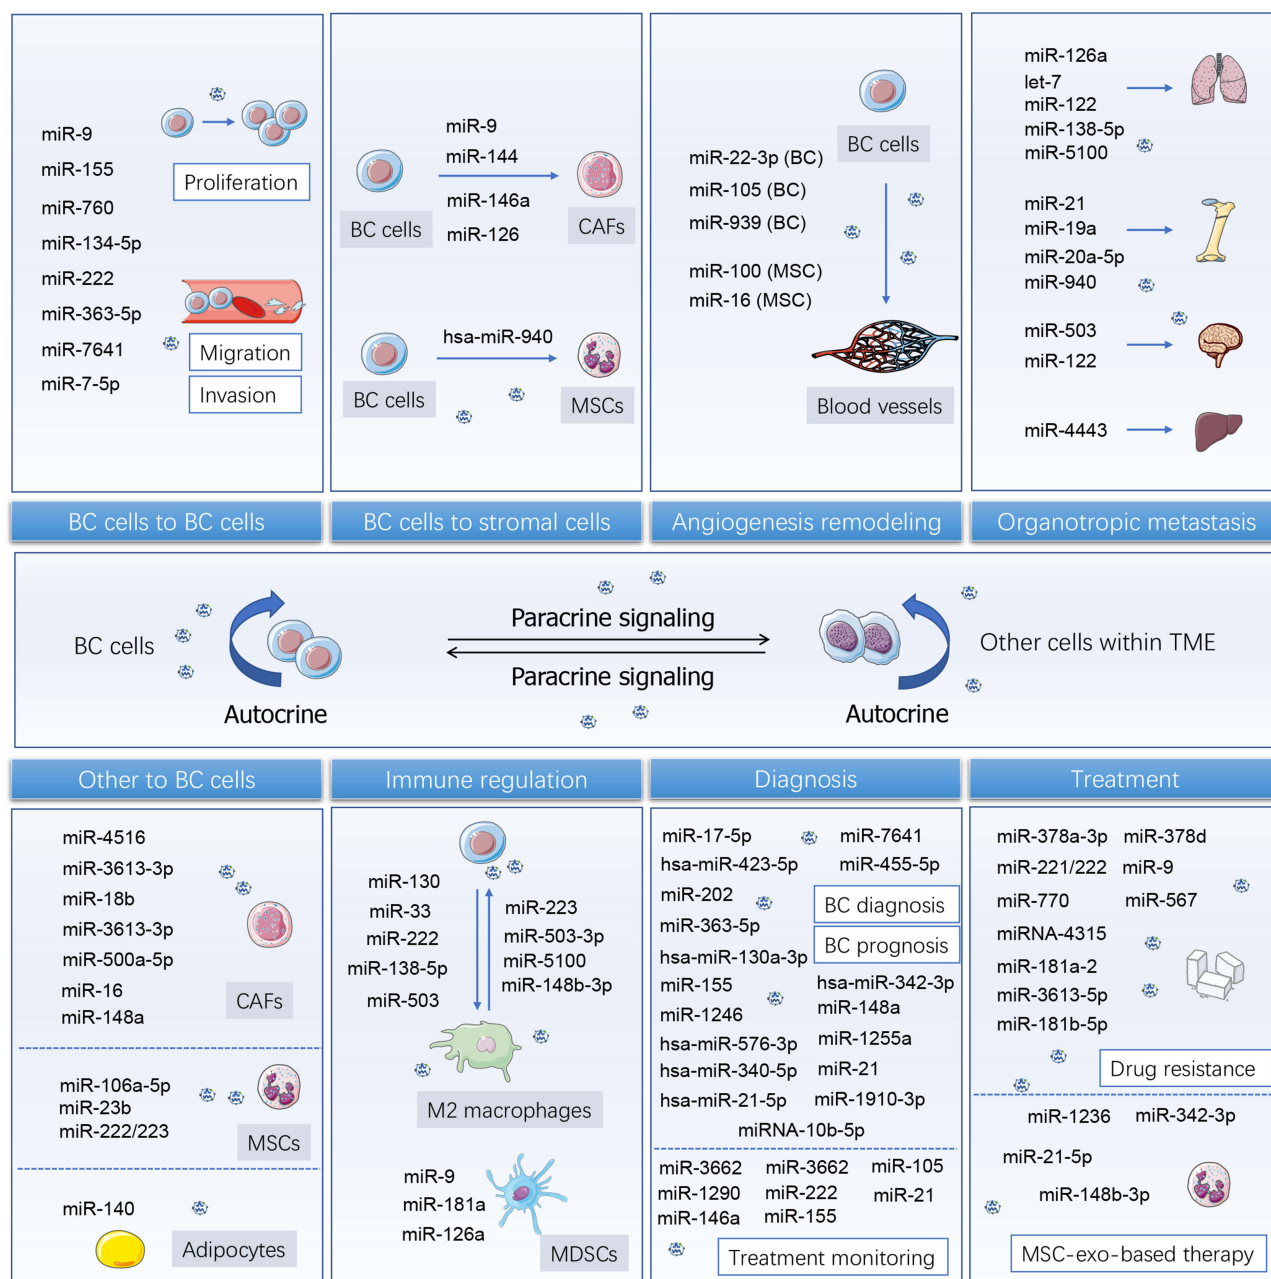 miR-9
miR-155
miR-760
miR-134-5p
miR-222
miR-363-5p
miR-7641
miR-7-5p
Proliferation
Migration
Invasion
BC cells to BC cells
miR-9
miR-144
miR-146a
miR-126
BC cells
CAFs
hsa-miR-940
BC cells
MSCs
BC cells to stromal cells
BC cells
miR-22-3p (BC)
miR-105 (BC)
miR-939 (BC)
miR-100 (MSC)
miR-16 (MSC)
Blood vessels
Angiogenesis remodeling
miR-126a
let-7
miR-122
miR-138-5p
miR-5100
miR-21
miR-19a
miR-20a-5p
miR-940
miR-503
miR-122
miR-4443
Organotropic metastasis
BC cells
Autocrine
Paracrine signaling
Paracrine signaling
Autocrine
Other cells within TME
Other to BC cells
miR-4516
miR-3613-3p
miR-18b
miR-3613-3p
miR-500a-5p
miR-16
miR-148a
CAFs
miR-106a-5p
miR-23b
miR-222/223
MSCs
miR-140
Adipocytes
Immune regulation
miR-130
miR-33
miR-222
miR-138-5p
miR-503
miR-223
miR-503-3p
miR-5100
miR-148b-3p
M2 macrophages
miR-9
miR-181a
miR-126a
MDSCs
Diagnosis
miR-17-5p
hsa-miR-423-5p
miR-202
miR-363-5p
hsa-miR-130a-3p
miR-155
miR-1246
hsa-miR-576-3p
hsa-miR-340-5p
hsa-miR-21-5p
miR-7641
miR-455-5p
BC diagnosis
BC prognosis
hsa-miR-342-3p
miR-148a
miR-1255a
miR-21
miR-1910-3p
miRNA-10b-5p
miR-3662 miR-3662 miR-105
miR-1290 miR-222 miR-21
miR-146a miR-155
Treatment monitoring
Treatment
miR-378a-3p miR-378d
miR-221/222 miR-9
miR-770 miR-567
miRNA-4315
miR-181a-2
miR-3613-5p
miR-181b-5p
Drug resistance
miR-1236 miR-342-3p
miR-21-5p
miR-148b-3p
MSC-exo-based therapy